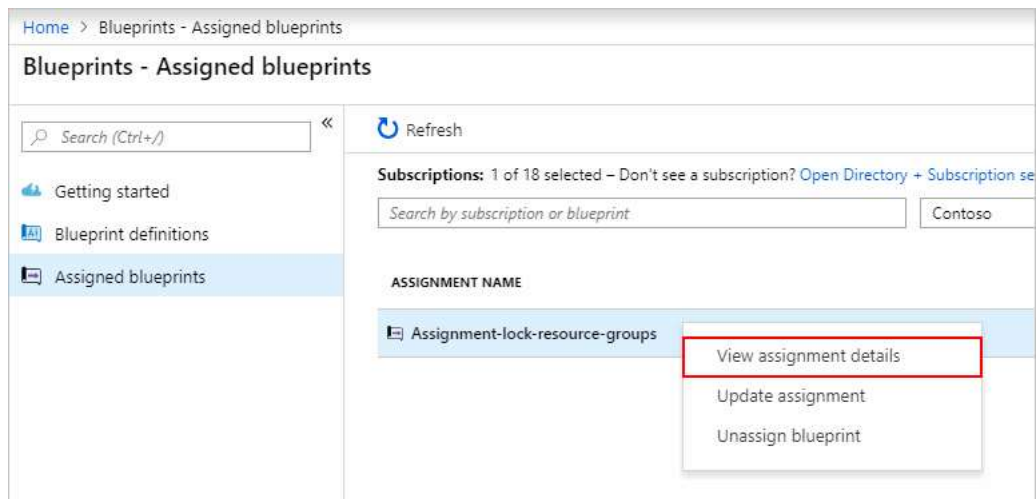 Home > Blueprints - Assigned blueprints
Blueprints - Assigned blueprints
Search (Ctrl+/)
«
Getting started
Blueprint definitions
Assigned blueprints
Refresh
Subscriptions: 1 of 18 selected – Don't see a subscription? Open Directory + Subscription se
Search by subscription or blueprint
Contoso
ASSIGNMENT NAME
Assignment-lock-resource-groups
View assignment details
Update assignment
Unassign blueprint